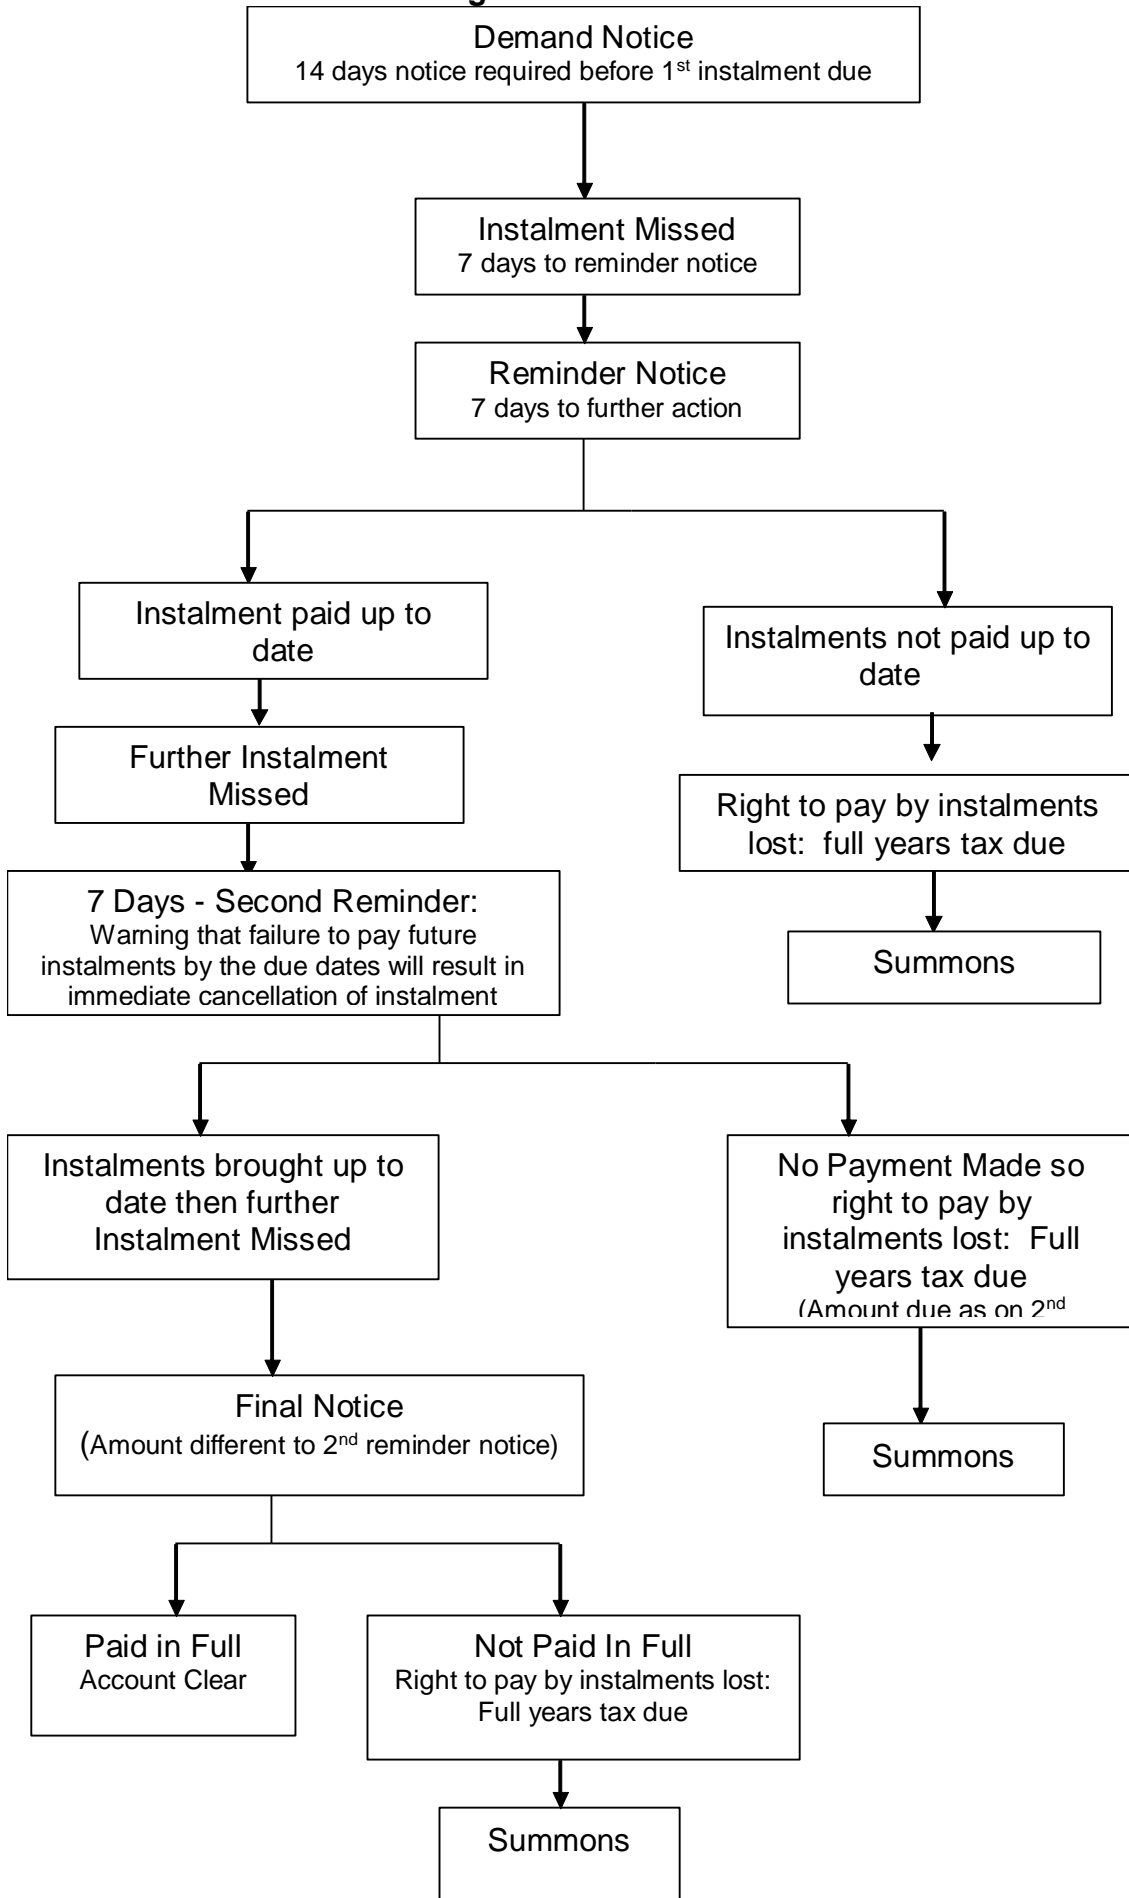 Demand Notice
14 days notice required before 1st instalment due
Instalment Missed
7 days to reminder notice
Reminder Notice
7 days to further action
Instalment paid up to
date
Instalments not paid up to
date
Further Instalment
Missed
Right to pay by instalments
lost:  full years tax due
7 Days - Second Reminder:
Warning that failure to pay future
instalments by the due dates will result in
immediate cancellation of instalment
Summons
Instalments brought up to
date then further
Instalment Missed
No Payment Made so
right to pay by
instalments lost:  Full
years tax due
(Amount due as on 2nd
Final Notice
(Amount different to 2nd reminder notice)
Summons
Paid in Full
Account Clear
Not Paid In Full
Right to pay by instalments lost:
Full years tax due
Summons